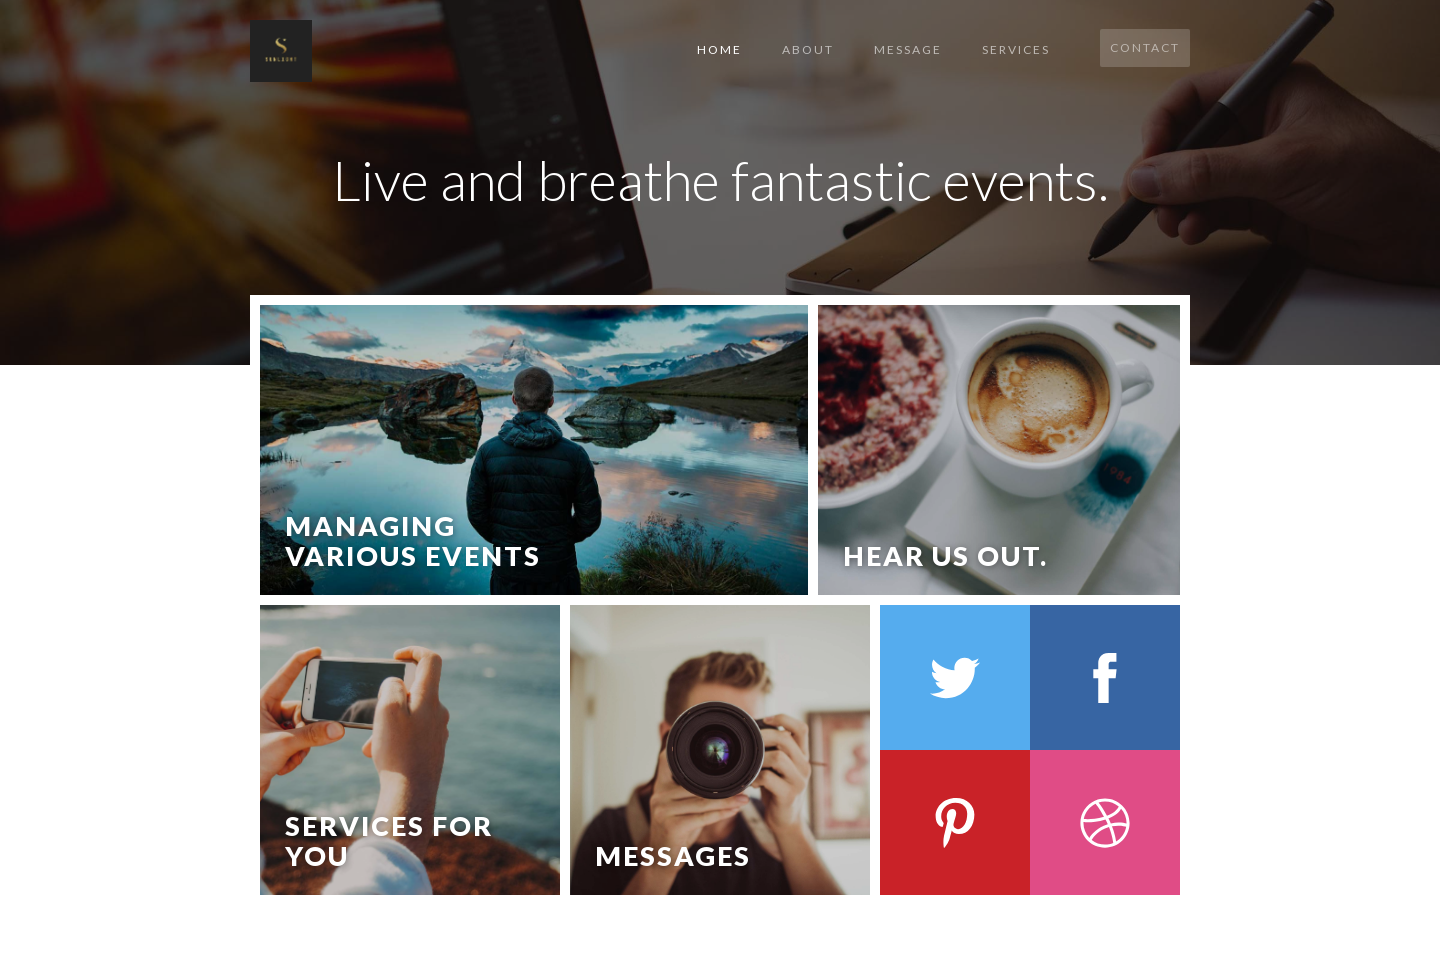 HOME
ABOUT
MESSAGE
SERVICES
CONTACT
Live and breathe fantastic events.
MANAGING
VARIOUS EVENTS
HEAR US OUT.
1984
SERVICES FOR
YOU
MESSAGES